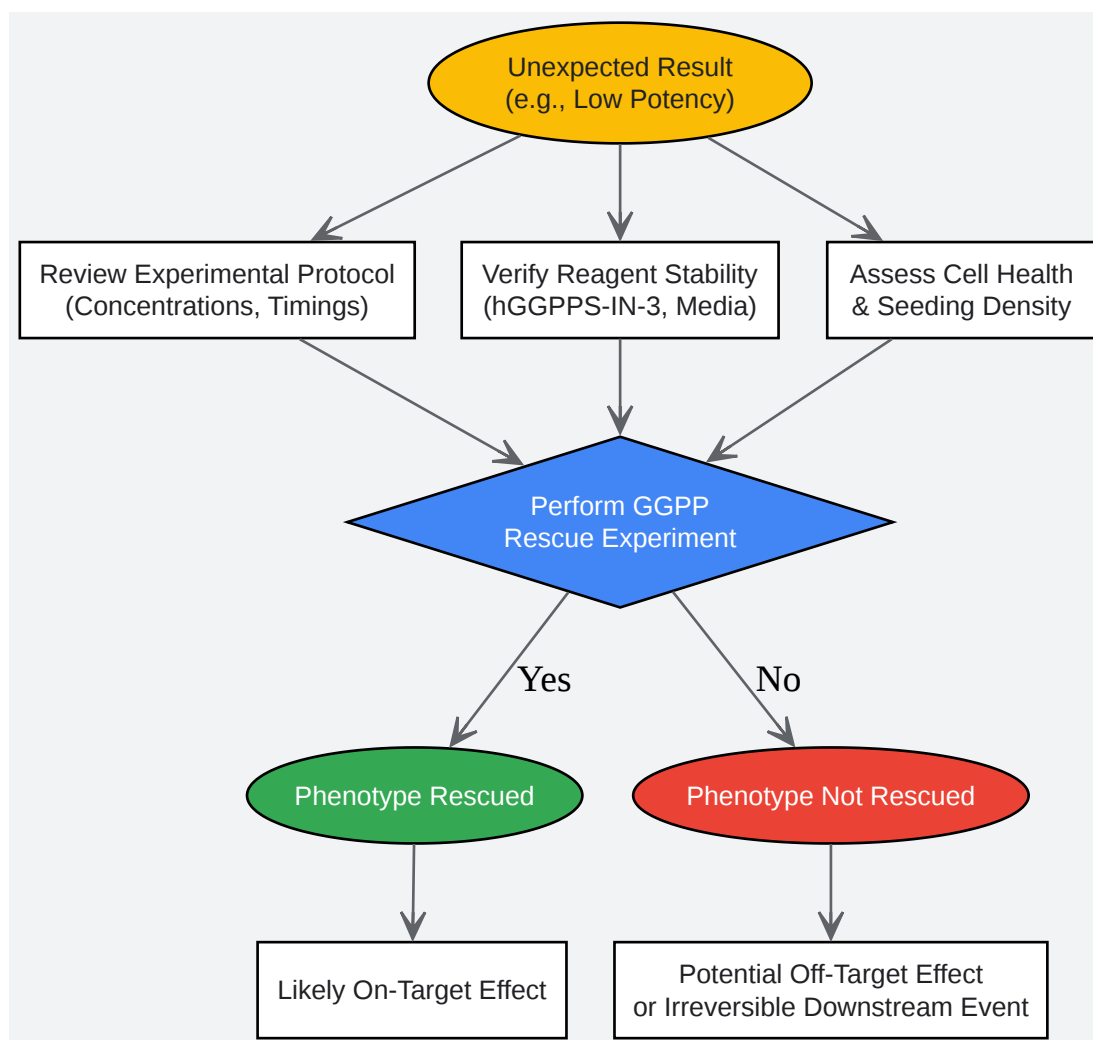 Unexpected Result
(e.g., Low Potency)
Review Experimental Protocol
(Concentrations, Timings)
Verify Reagent Stability
(hGGPPS-IN-3, Media)
Assess Cell Health
& Seeding Density
Perform GGPP
Rescue Experiment
Yes
No
Phenotype Rescued
Phenotype Not Rescued
Likely On-Target Effect
Potential Off-Target Effect
or Irreversible Downstream Event